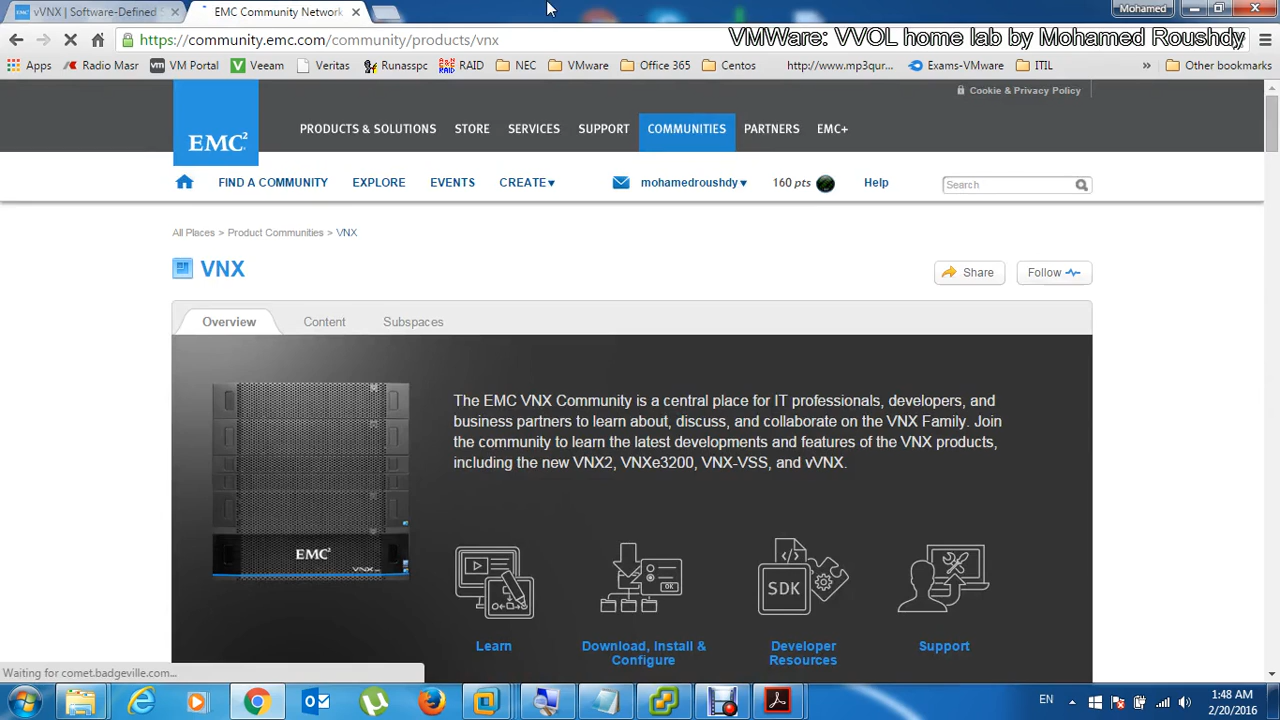 vVNX | Software-Defined S
EMC Community Network
Mohamed
https://community.emc.com/community/products/vnx
VMWare: VVOL home lab by Mohamed Roushdy
Apps
Radio Masr
VM Portal
Veeam
Veritas
Runasspc
RAID
NEC
VMware
Office 365
Centos
http://www.mp3qur...
Exams-VMware
ITIL
»
Other bookmarks
Cookie & Privacy Policy
EMC²
PRODUCTS & SOLUTIONS
STORE
SERVICES
SUPPORT
COMMUNITIES
PARTNERS
EMC+
FIND A COMMUNITY
EXPLORE
EVENTS
CREATE▾
mohamedroushdy▾
160 pts
Help
Search
All Places > Product Communities > VNX
VNX
Share
Follow
Overview
Content
Subspaces
The EMC VNX Community is a central place for IT professionals, developers, and
business partners to learn about, discuss, and collaborate on the VNX Family. Join
the community to learn the latest developments and features of the VNX products,
including the new VNX2, VNXe3200, VNX-VSS, and vVNX.
EMC²
VNX
OK
SDK
Learn
Download, Install &
Configure
Developer
Resources
Support
Waiting for comet.badgeville.com...
EN
1:48 AM
2/20/2016